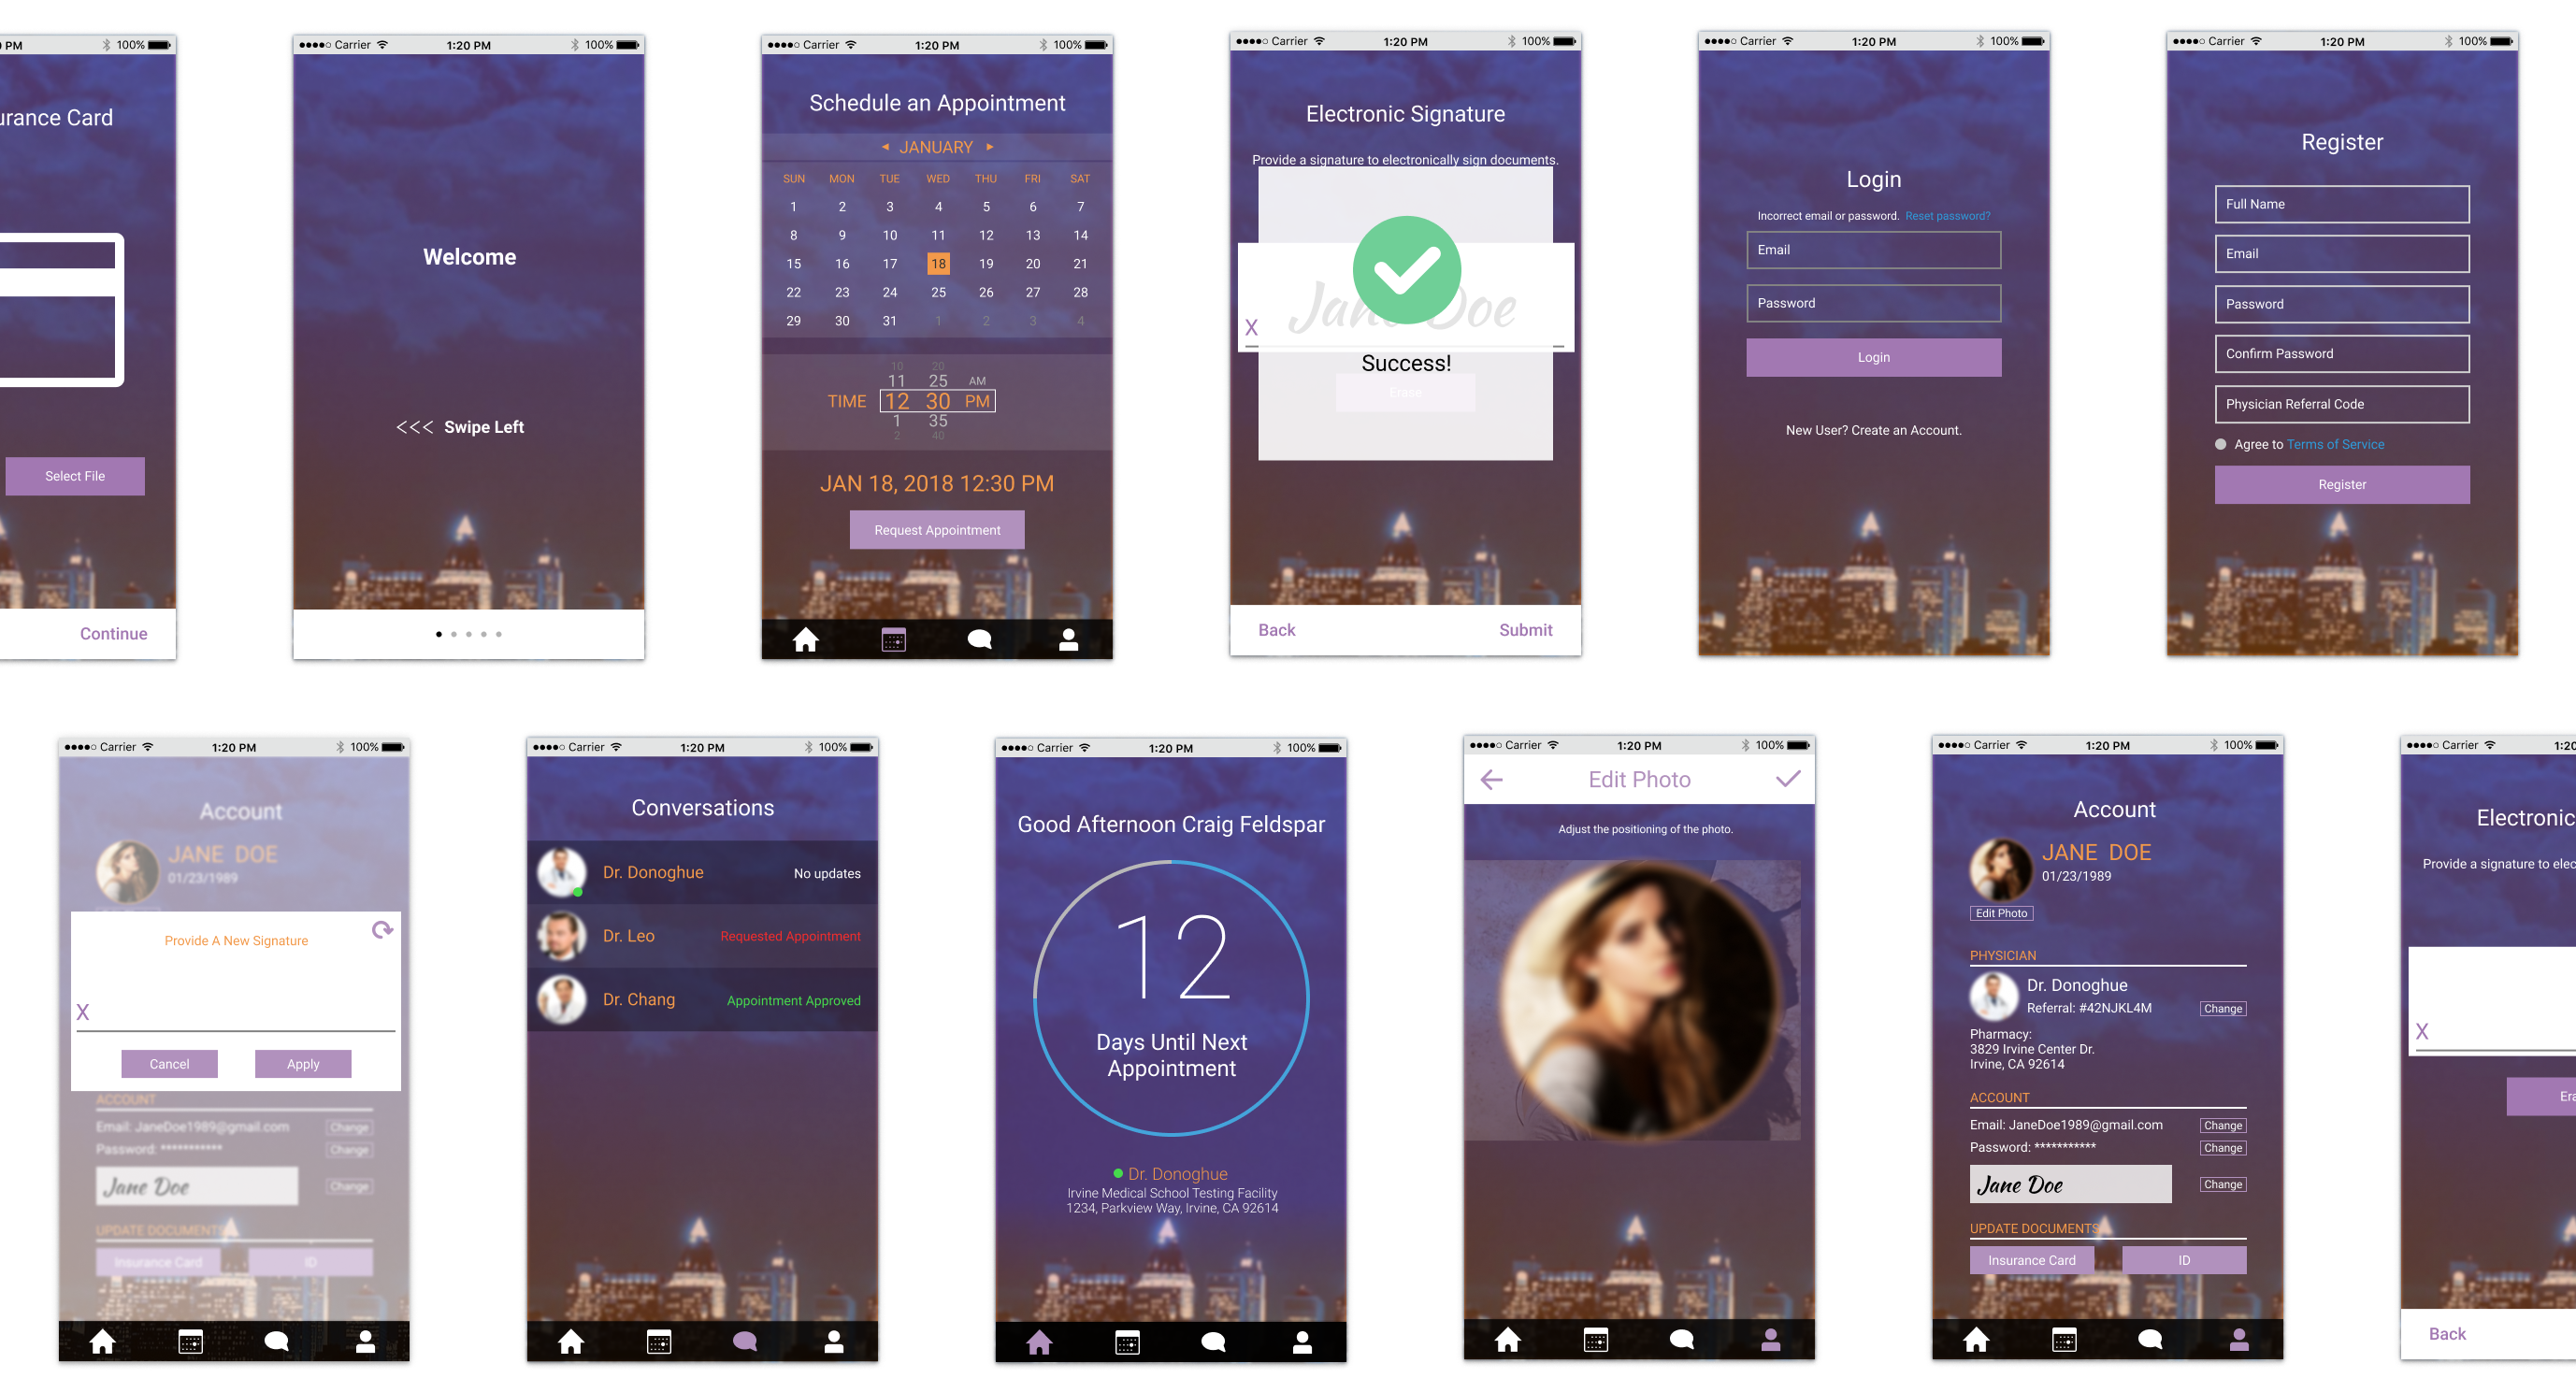 PM 100%
urance Card
Select File
Continue
Carrier 1:20 PM 100%
Welcome
<<< Swipe Left
Carrier 1:20 PM 100%
Schedule an Appointment
JANUARY
SUN MON TUE WED THU FRI SAT
1 2 3 4 5 6 7
8 9 10 11 12 13 14
15 16 17 18 19 20 21
22 23 24 25 26 27 28
29 30 31 1 2 3 4
10 20
11 25 AM
TIME 12 30 PM
1 35
2 40
JAN 18, 2018 12:30 PM
Request Appointment
Carrier 1:20 PM 100%
Electronic Signature
Provide a signature to electronically sign documents.
Jane Doe
X
Success!
Erase
Back Submit
Carrier 1:20 PM 100%
Login
Incorrect email or password. Reset password?
Email
Password
Login
New User? Create an Account.
Carrier 1:20 PM 100%
Register
Full Name
Email
Password
Confirm Password
Physician Referral Code
Agree to Terms of Service
Register
Carrier 1:20 PM 100%
Account
JANE DOE
01/23/1989
Provide A New Signature
X
Cancel Apply
ACCOUNT
Email: JaneDoe1989@gmail.com Change
Password: *********** Change
Jane Doe Change
UPDATE DOCUMENTS
Insurance Card ID
Carrier 1:20 PM 100%
Conversations
Dr. Donoghue No updates
Dr. Leo Requested Appointment
Dr. Chang Appointment Approved
Carrier 1:20 PM 100%
Good Afternoon Craig Feldspar
12
Days Until Next
Appointment
Dr. Donoghue
Irvine Medical School Testing Facility
1234, Parkview Way, Irvine, CA 92614
Carrier 1:20 PM 100%
Edit Photo
Adjust the positioning of the photo.
Carrier 1:20 PM 100%
Account
JANE DOE
01/23/1989
Edit Photo
PHYSICIAN
Dr. Donoghue
Referral: #42NJKL4M Change
Pharmacy:
3829 Irvine Center Dr.
Irvine, CA 92614
ACCOUNT
Email: JaneDoe1989@gmail.com Change
Password: *********** Change
Jane Doe Change
UPDATE DOCUMENTS
Insurance Card ID
Carrier 1:20
Electronic
Provide a signature to elec
X
Era
Back